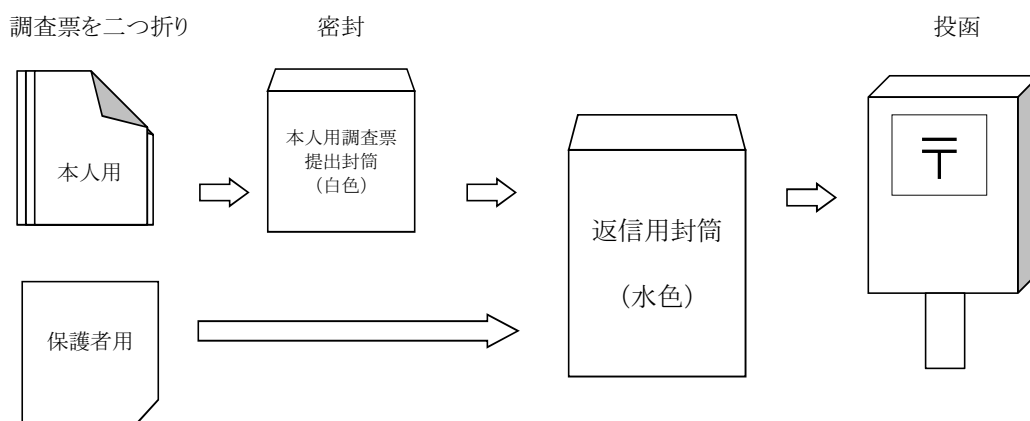 調査票を二つ折り
密封
投函
本人用
本人用調査票
提出封筒
（白色）
返信用封筒
（水色）
〒
保護者用